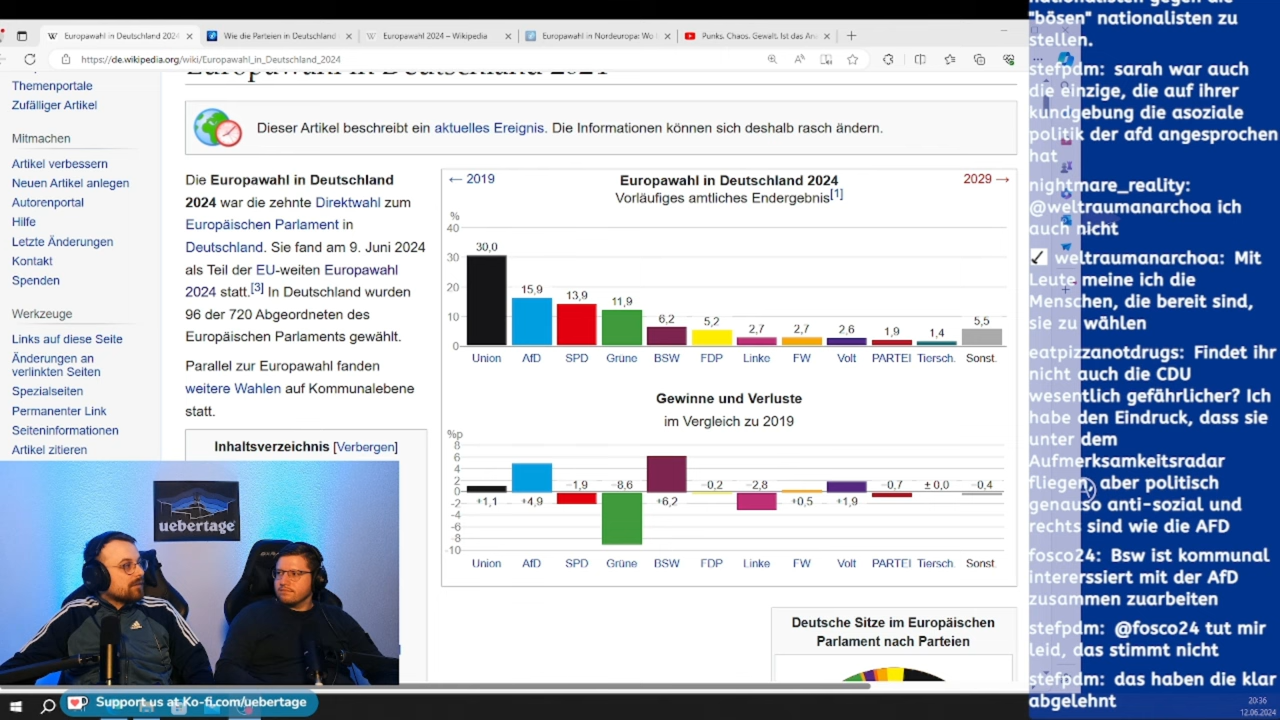 Europawahl in Deutschland 2024
Wie die Parteien in Deutschland
Europawahl 2024 – Wikipedia
Europawahl in Nordeuropa: Wo
Punks. Chaos. Gewalt. Ist das An
https://de.wikipedia.org/wiki/Europawahl_in_Deutschland_2024
Europawahl in Deutschland 2024
Themenportale
Zufälliger Artikel
Mitmachen
Artikel verbessern
Neuen Artikel anlegen
Autorenportal
Hilfe
Letzte Änderungen
Kontakt
Spenden
Werkzeuge
Links auf diese Seite
Änderungen an
verlinkten Seiten
Spezialseiten
Permanenter Link
Seiteninformationen
Artikel zitieren
Dieser Artikel beschreibt ein aktuelles Ereignis. Die Informationen können sich deshalb rasch ändern.
Die Europawahl in Deutschland
2024 war die zehnte Direktwahl zum
Europäischen Parlament in
Deutschland. Sie fand am 9. Juni 2024
als Teil der EU-weiten Europawahl
2024 statt.[3] In Deutschland wurden
96 der 720 Abgeordneten des
Europäischen Parlaments gewählt.
Parallel zur Europawahl fanden
weitere Wahlen auf Kommunalebene
statt.
Inhaltsverzeichnis [Verbergen]
← 2019
Europawahl in Deutschland 2024
2029 →
Vorläufiges amtliches Endergebnis[1]
%
40
30
20
10
0
30,0
15,9
13,9
11,9
6,2
5,2
2,7
2,7
2,6
1,9
1,4
5,5
Union AfD SPD Grüne BSW FDP Linke FW Volt PARTEI Tiersch. Sonst.
Gewinne und Verluste
im Vergleich zu 2019
%p
8
6
4
2
0
-2
-4
-6
-8
-10
+1,1
+4,9
−1,9
−8,6
+6,2
−0,2
−2,8
+0,5
+1,9
−0,7
± 0,0
−0,4
Union AfD SPD Grüne BSW FDP Linke FW Volt PARTEI Tiersch. Sonst.
Deutsche Sitze im Europäischen
Parlament nach Parteien
uebertage
Support us at Ko-fi.com/uebertage
nationalisten gegen die
"bösen" nationalisten zu
stellen.
stefpdm: sarah war auch
die einzige, die auf ihrer
kundgebung die asoziale
politik der afd angesprochen
hat
nightmare_reality:
@weltraumanarchoa ich
auch nicht
weltraumanarchoa: Mit
Leute meine ich die
Menschen, die bereit sind,
sie zu wählen
eatpizzanotdrugs: Findet ihr
nicht auch die CDU
wesentlich gefährlicher? Ich
habe den Eindruck, dass sie
unter dem
Aufmerksamkeitsradar
fliegen, aber politisch
genauso anti-sozial und
rechts sind wie die AFD
fosco24: Bsw ist kommunal
intererssiert mit der AfD
zusammen zuarbeiten
stefpdm: @fosco24 tut mir
leid, das stimmt nicht
stefpdm: das haben die klar
abgelehnt
20:36
12.06.2024